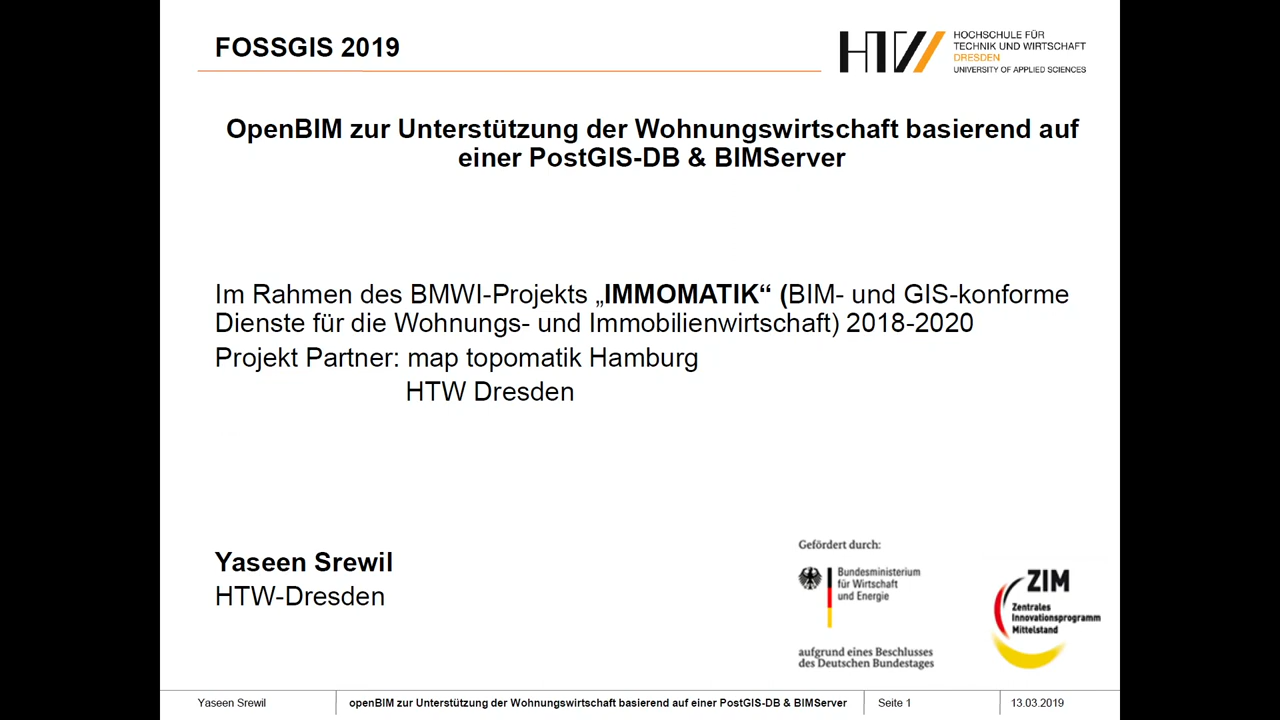 FOSSGIS 2019
HTW
HOCHSCHULE FÜR
TECHNIK UND WIRTSCHAFT
DRESDEN
UNIVERSITY OF APPLIED SCIENCES
OpenBIM zur Unterstützung der Wohnungswirtschaft basierend auf
einer PostGIS-DB & BIMServer
Im Rahmen des BMWI-Projekts „IMMOMATIK“ (BIM- und GIS-konforme
Dienste für die Wohnungs- und Immobilienwirtschaft) 2018-2020
Projekt Partner: map topomatik Hamburg
HTW Dresden
Yaseen Srewil
HTW-Dresden
Gefördert durch:
Bundesministerium
für Wirtschaft
und Energie
aufgrund eines Beschlusses
des Deutschen Bundestages
ZIM
Zentrales
Innovationsprogramm
Mittelstand
Yaseen Srewil
openBIM zur Unterstützung der Wohnungswirtschaft basierend auf einer PostGIS-DB & BIMServer
Seite 1
13.03.2019